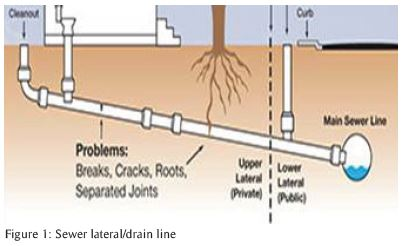 Cleanout
Curb
Main Sewer Line
Problems:
Breaks, Cracks, Roots,
Separated Joints
Upper
Lateral
(Private)
Lower
Lateral
(Public)
Figure 1: Sewer lateral/drain line